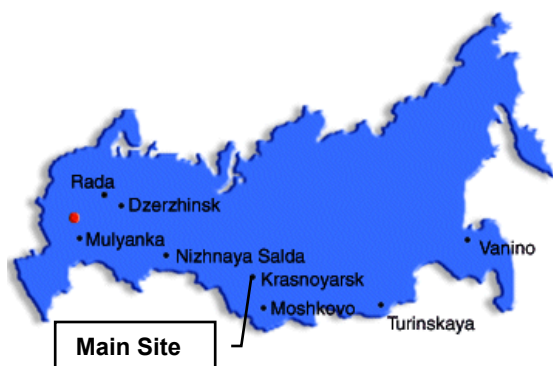 Rada
Dzerzhinsk
Mulyanka
Nizhnaya Salda
Vanino
Krasnoyarsk
Moshkovo
Turinskaya
Main Site